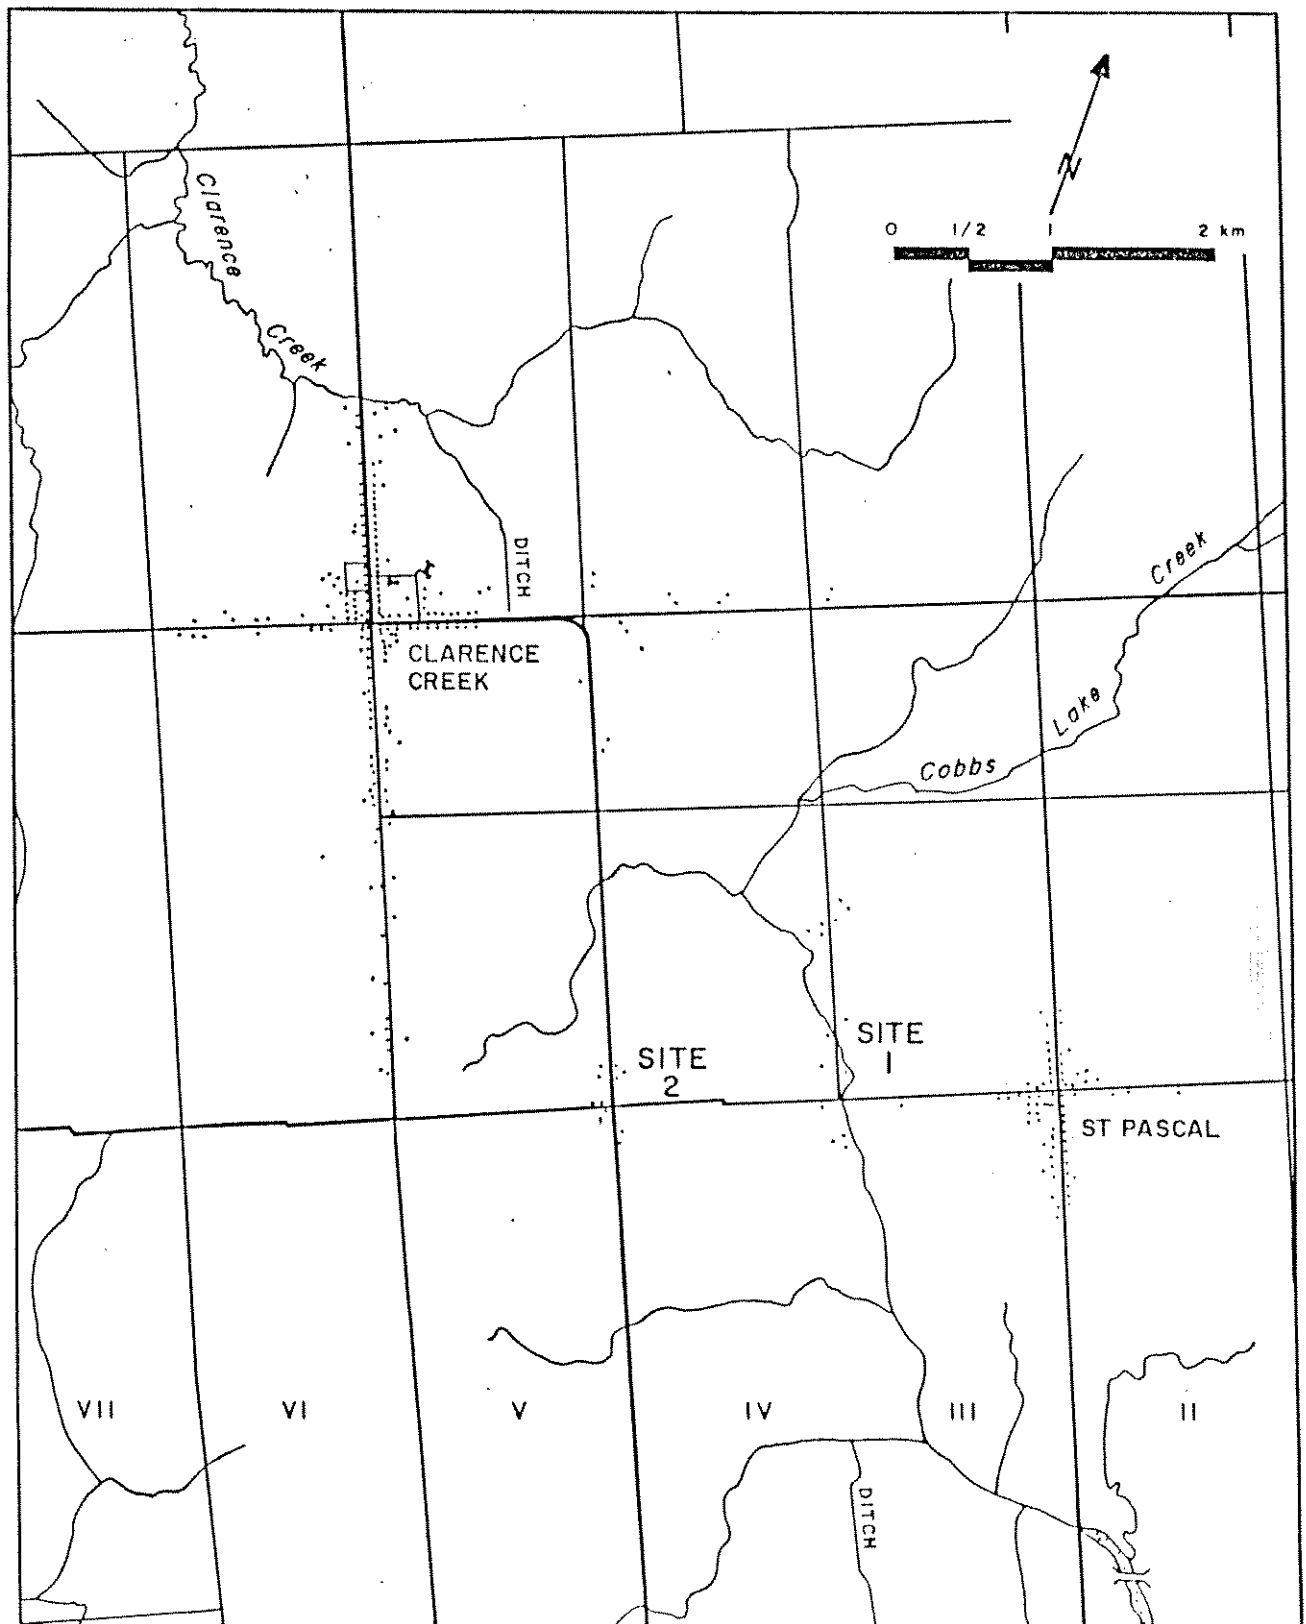 N
0 1/2 1 2 km
Clarence
Creek
DITCH
CLARENCE
CREEK
Creek
Lake
Cobbs
SITE
1
SITE
2
ST PASCAL
VII VI V IV III II
DITCH